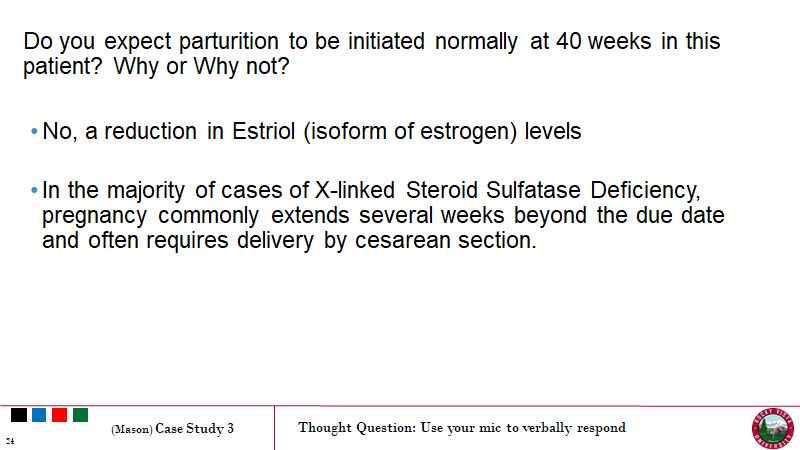 Do you expect parturition to be initiated normally at 40 weeks in this
patient? Why or Why not?
• No, a reduction in Estriol (isoform of estrogen) levels
• In the majority of cases of X-linked Steroid Sulfatase Deficiency,
pregnancy commonly extends several weeks beyond the due date
and often requires delivery by cesarean section.
(Mason) Case Study 3
Thought Question: Use your mic to verbally respond
24
ROCKY VISTA
UNIVERSITY